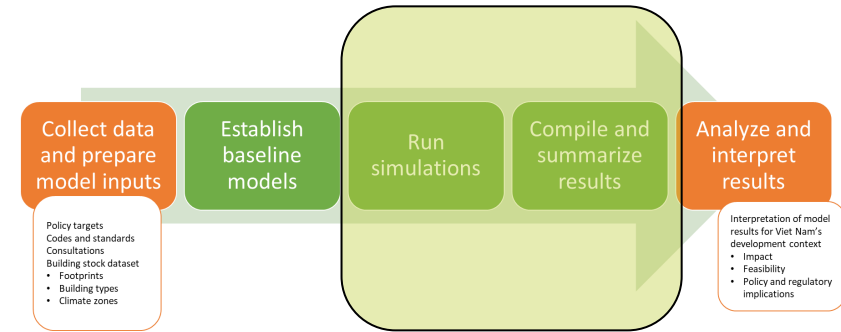 Collect data
and prepare
model inputs
Establish
baseline
models
Run
simulations
Compile and
summarize
results
Analyze and
interpret
results
Policy targets
Codes and standards
Consultations
Building stock dataset
• Footprints
• Building types
• Climate zones
Interpretation of model
results for Viet Nam's
development context
• Impact
• Feasibility
• Policy and regulatory
implications